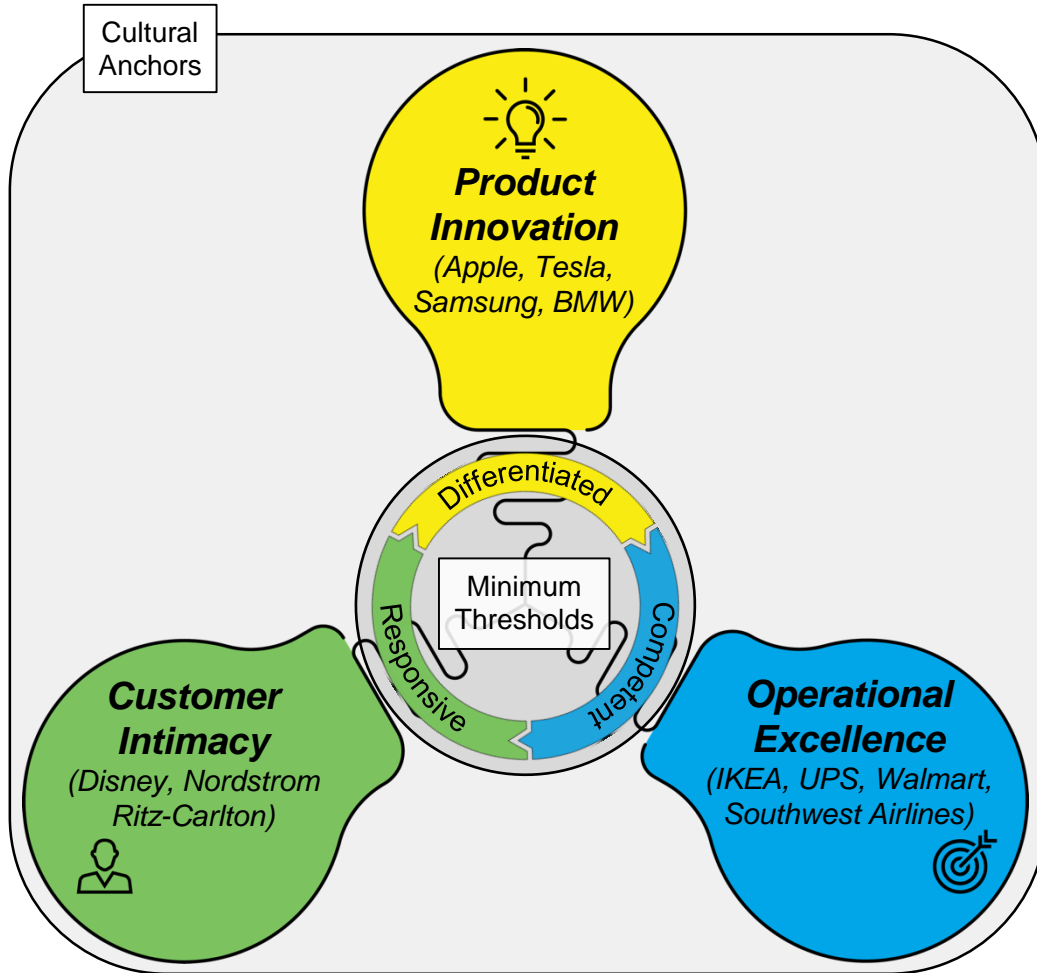 Cultural
Anchors
Product
Innovation
(Apple, Tesla,
Samsung, BMW)
Differentiated
Minimum
Thresholds
Responsive
Competent
Customer
Intimacy
(Disney, Nordstrom
Ritz-Carlton)
Operational
Excellence
(IKEA, UPS, Walmart,
Southwest Airlines)